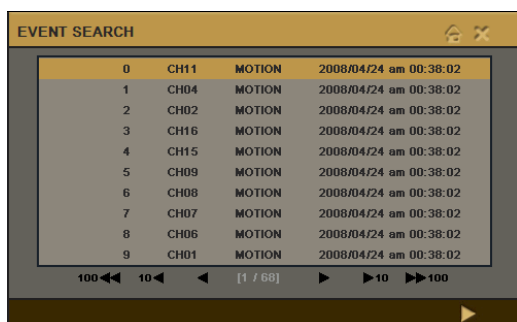 EVENT SEARCH
0 CH11 MOTION 2008/04/24 am 00:38:02
1 CH04 MOTION 2008/04/24 am 00:38:02
2 CH02 MOTION 2008/04/24 am 00:38:02
3 CH16 MOTION 2008/04/24 am 00:38:02
4 CH15 MOTION 2008/04/24 am 00:38:02
5 CH09 MOTION 2008/04/24 am 00:38:02
6 CH08 MOTION 2008/04/24 am 00:38:02
7 CH07 MOTION 2008/04/24 am 00:38:02
8 CH06 MOTION 2008/04/24 am 00:38:02
9 CH01 MOTION 2008/04/24 am 00:38:02
100 10 [1 / 68] 10 100